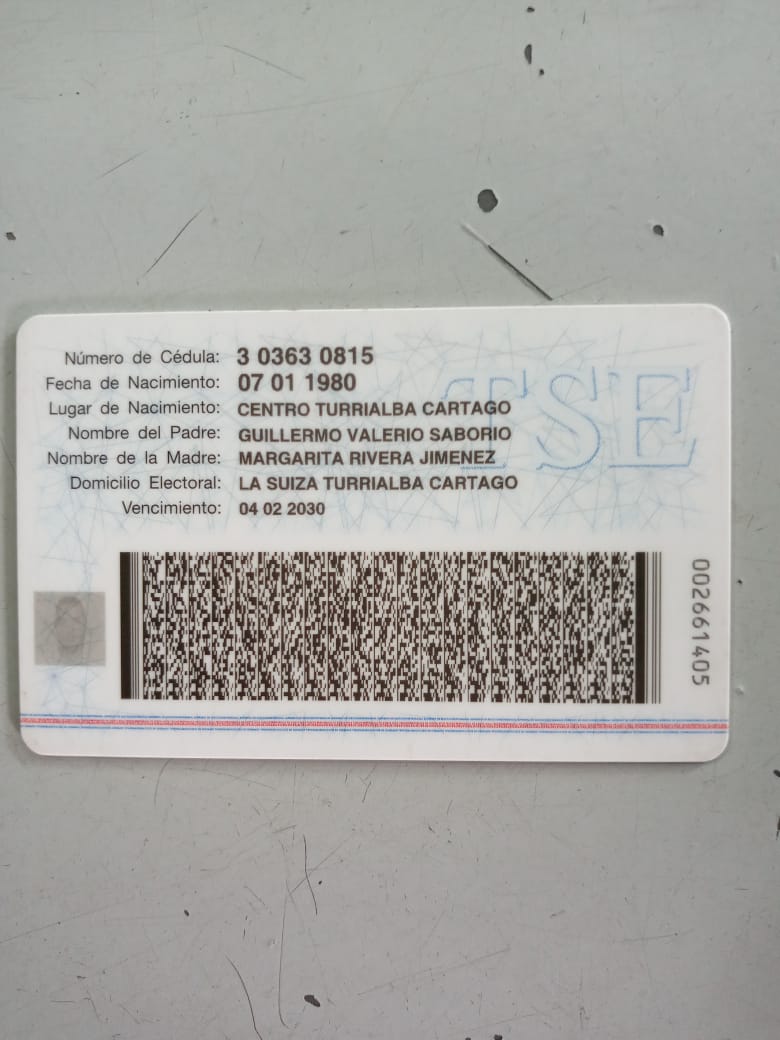 Número de Cédula: 3 0363 0815
Fecha de Nacimiento: 07 01 1980
Lugar de Nacimiento: CENTRO TURRIALBA CARTAGO
Nombre del Padre: GUILLERMO VALERIO SABORIO
Nombre de la Madre: MARGARITA RIVERA JIMENEZ
Domicilio Electoral: LA SUIZA TURRIALBA CARTAGO
Vencimiento: 04 02 2030
TSE
002661405